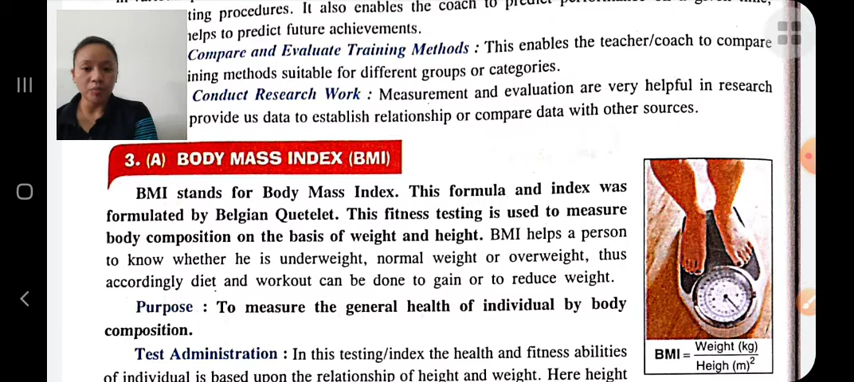 ting procedures. It also enables the coach to predict
helps to predict future achievements.
Compare and Evaluate Training Methods : This enables the teacher/coach to compare
ining methods suitable for different groups or categories.
Conduct Research Work : Measurement and evaluation are very helpful in research
provide us data to establish relationship or compare data with other sources.
3. (A) BODY MASS INDEX (BMI)
BMI stands for Body Mass Index. This formula and index was
formulated by Belgian Quetelet. This fitness testing is used to measure
body composition on the basis of weight and height. BMI helps a person
to know whether he is underweight, normal weight or overweight, thus
accordingly diet and workout can be done to gain or to reduce weight.
Purpose : To measure the general health of individual by body
composition.
Test Administration : In this testing/index the health and fitness abilities
of individual is based upon the relationship of height and weight. Here height
BMI = Weight (kg)
Heigh (m)2